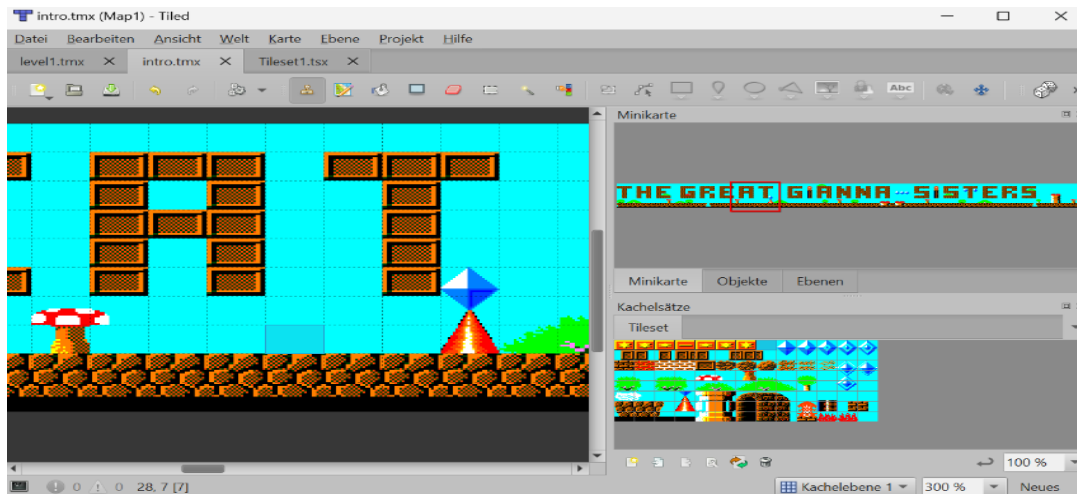 intro.tmx (Map1) - Tiled
Datei Bearbeiten Ansicht Welt Karte Ebene Projekt Hilfe
level1.tmx intro.tmx Tileset1.tsx
Abc
Minikarte
AT
THE GREAT GiANNA SiSTERS
Minikarte Objekte Ebenen
Kachelsätze
Tileset
100 %
0 0 28, 7 [7] Kachelebene 1 300 % Neues